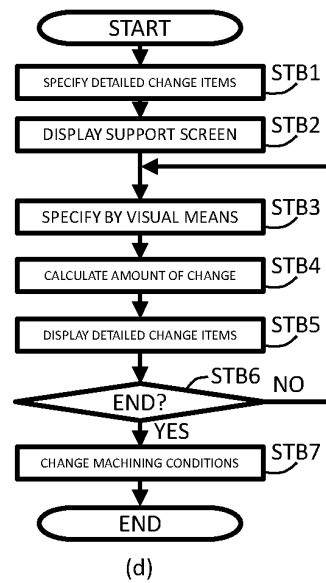 START
SPECIFY DETAILED CHANGE ITEMS
STB1
DISPLAY SUPPORT SCREEN
STB2
SPECIFY BY VISUAL MEANS
STB3
CALCULATE AMOUNT OF CHANGE
STB4
DISPLAY DETAILED CHANGE ITEMS
STB5
END?
STB6
NO
YES
CHANGE MACHINING CONDITIONS
STB7
END
(d)